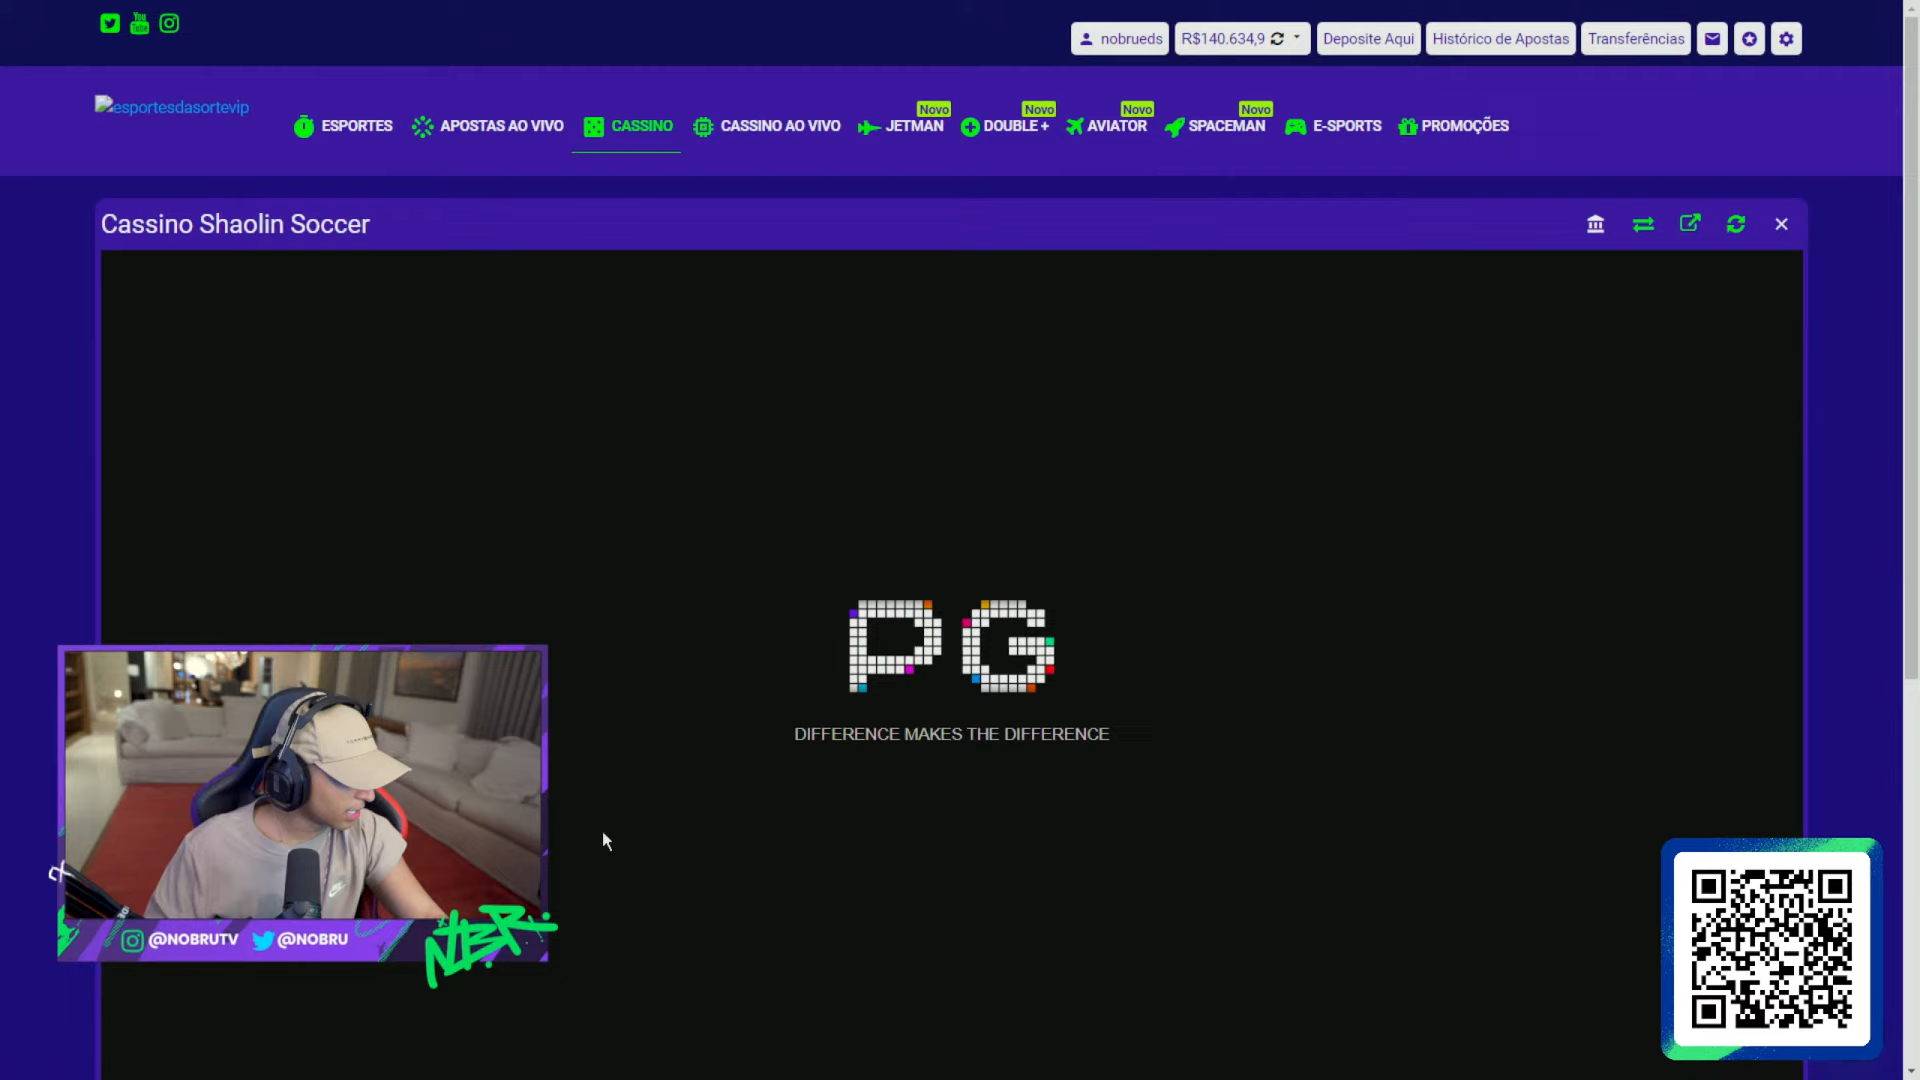 nobrueds
R$140.634,9
Deposite Aqui
Histórico de Apostas
Transferências
esportesdasortevip
ESPORTES
APOSTAS AO VIVO
CASSINO
CASSINO AO VIVO
Novo
JETMAN
Novo
DOUBLE +
Novo
AVIATOR
Novo
SPACEMAN
E-SPORTS
PROMOÇÕES
Cassino Shaolin Soccer
PG
DIFFERENCE MAKES THE DIFFERENCE
@NOBRUTV @NOBRU
NBR